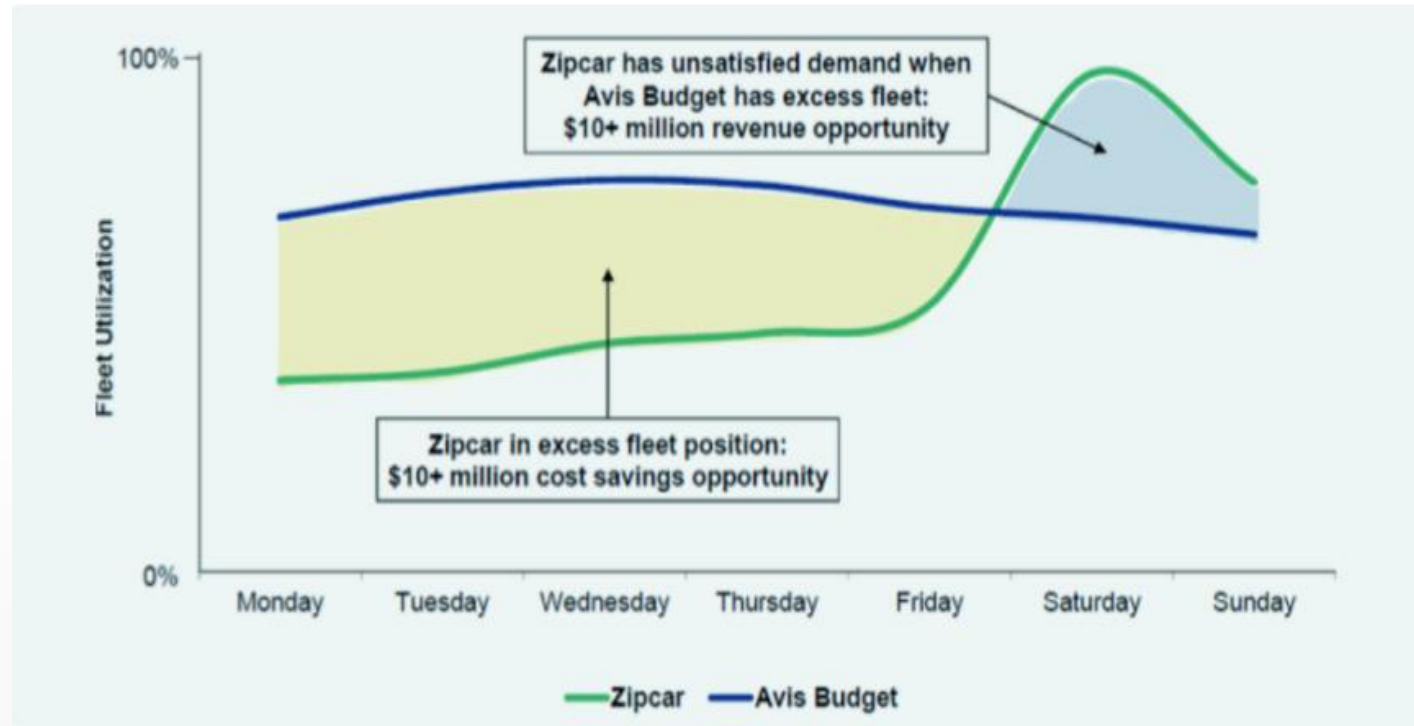 100%
Zipcar has unsatisfied demand when
Avis Budget has excess fleet:
$10+ million revenue opportunity
Fleet Utilization
Zipcar in excess fleet position:
$10+ million cost savings opportunity
0%
Monday Tuesday Wednesday Thursday Friday Saturday Sunday
Zipcar Avis Budget